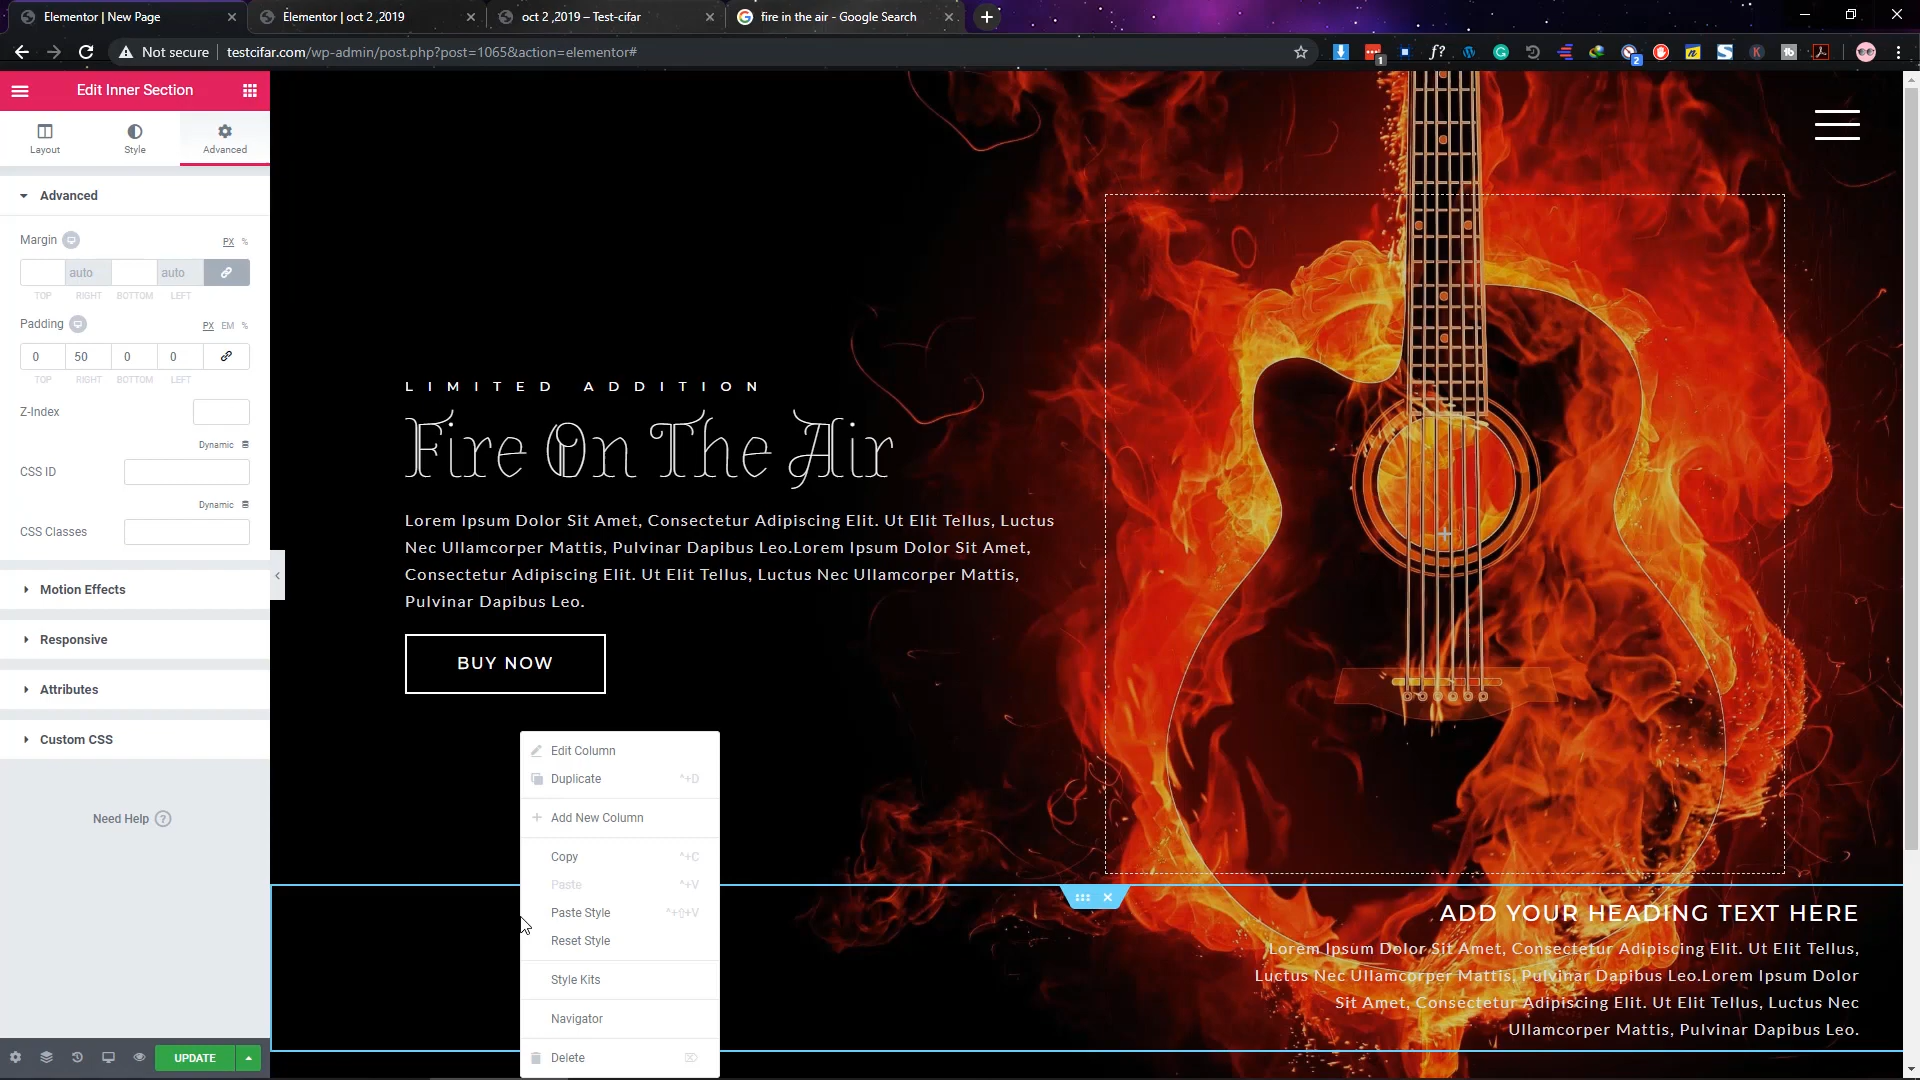 Elementor | New Page
Elementor | oct 2 ,2019
oct 2 ,2019 – Test-cifar
fire in the air - Google Search
Not secure
testcifar.com/wp-admin/post.php?post=1065&action=elementor#
Edit Inner Section
Layout
Style
Advanced
Advanced
Margin
PX %
auto auto
TOP RIGHT BOTTOM LEFT
Padding
PX EM %
0 50 0 0
TOP RIGHT BOTTOM LEFT
Z-Index
Dynamic
CSS ID
Dynamic
CSS Classes
Motion Effects
Responsive
Attributes
Custom CSS
Need Help
UPDATE
LIMITED ADDITION
Fire On The Air
Lorem Ipsum Dolor Sit Amet, Consectetur Adipiscing Elit. Ut Elit Tellus, Luctus
Nec Ullamcorper Mattis, Pulvinar Dapibus Leo.Lorem Ipsum Dolor Sit Amet,
Consectetur Adipiscing Elit. Ut Elit Tellus, Luctus Nec Ullamcorper Mattis,
Pulvinar Dapibus Leo.
BUY NOW
Edit Column
Duplicate ^+D
Add New Column
Copy ^+C
Paste ^+V
Paste Style ^+⇧+V
Reset Style
Style Kits
Navigator
Delete ⌦
ADD YOUR HEADING TEXT HERE
Lorem Ipsum Dolor Sit Amet, Consectetur Adipiscing Elit. Ut Elit Tellus,
Luctus Nec Ullamcorper Mattis, Pulvinar Dapibus Leo.Lorem Ipsum Dolor
Sit Amet, Consectetur Adipiscing Elit. Ut Elit Tellus, Luctus Nec
Ullamcorper Mattis, Pulvinar Dapibus Leo.